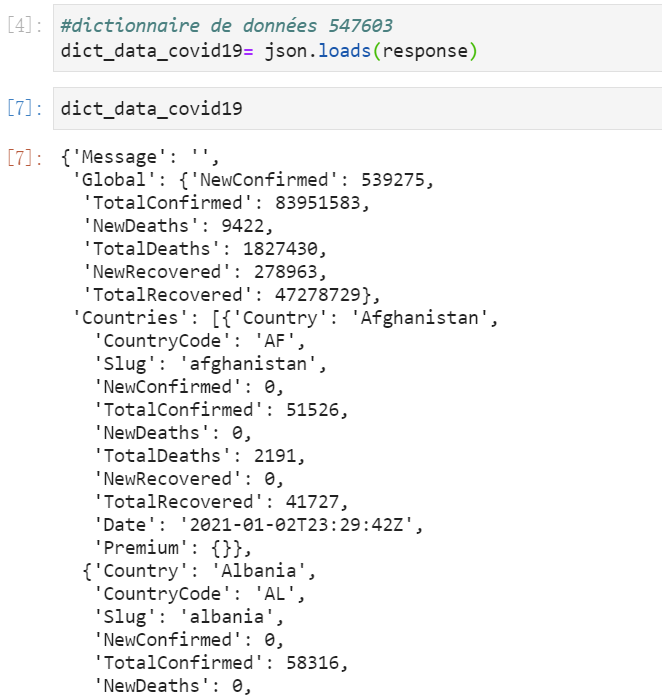 [4]: #dictionnaire de données 547603
dict_data_covid19= json.loads(response)
[7]: dict_data_covid19
[7]: {'Message': '',
'Global': {'NewConfirmed': 539275,
'TotalConfirmed': 83951583,
'NewDeaths': 9422,
'TotalDeaths': 1827430,
'NewRecovered': 278963,
'TotalRecovered': 47278729},
'Countries': [{'Country': 'Afghanistan',
'CountryCode': 'AF',
'Slug': 'afghanistan',
'NewConfirmed': 0,
'TotalConfirmed': 51526,
'NewDeaths': 0,
'TotalDeaths': 2191,
'NewRecovered': 0,
'TotalRecovered': 41727,
'Date': '2021-01-02T23:29:42Z',
'Premium': {}},
{'Country': 'Albania',
'CountryCode': 'AL',
'Slug': 'albania',
'NewConfirmed': 0,
'TotalConfirmed': 58316,
'NewDeaths': 0,